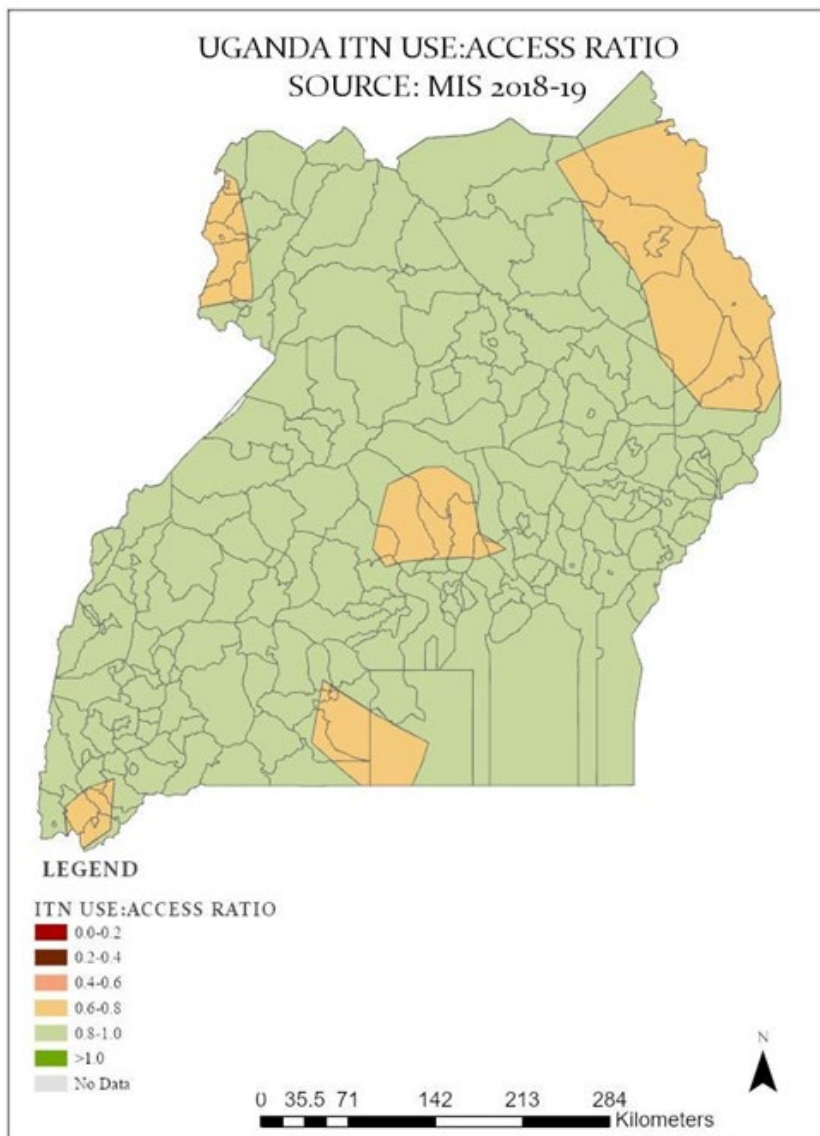 UGANDA ITN USE:ACCESS RATIO
SOURCE: MIS 2018-19
LEGEND
ITN USE:ACCESS RATIO
0.0-0.2
0.2-0.4
0.4-0.6
0.6-0.8
0.8-1.0
>1.0
No Data
N
0 35.5 71 142 213 284
Kilometers